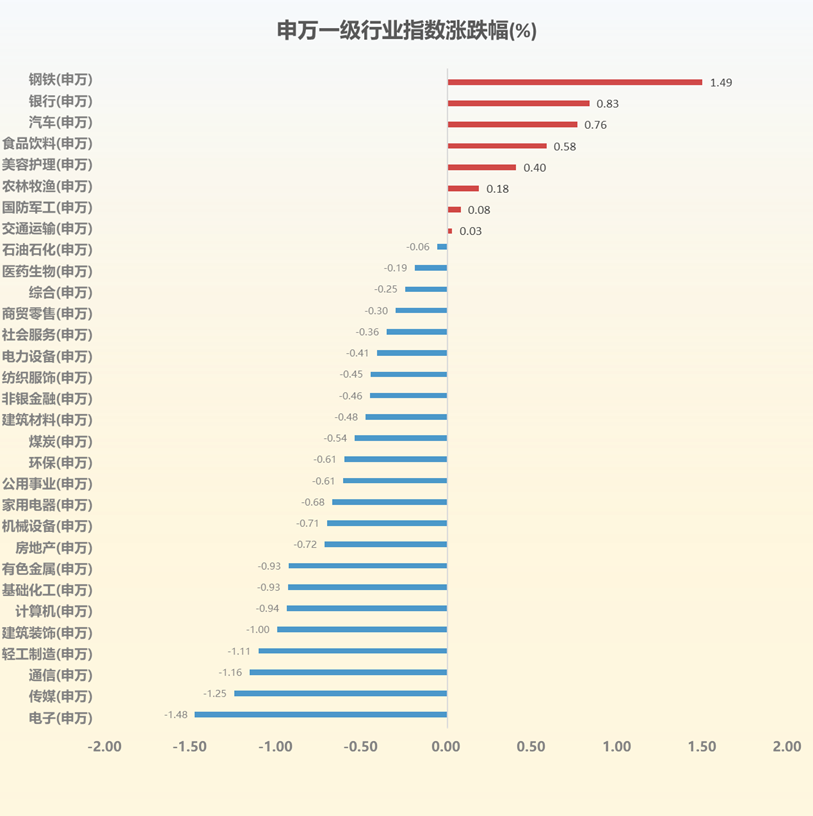 申万一级行业指数涨跌幅(%)
钢铁(申万) 1.49
银行(申万) 0.83
汽车(申万) 0.76
食品饮料(申万) 0.58
美容护理(申万) 0.40
农林牧渔(申万) 0.18
国防军工(申万) 0.08
交通运输(申万) 0.03
石油石化(申万) -0.06
医药生物(申万) -0.19
综合(申万) -0.25
商贸零售(申万) -0.30
社会服务(申万) -0.36
电力设备(申万) -0.41
纺织服饰(申万) -0.45
非银金融(申万) -0.46
建筑材料(申万) -0.48
煤炭(申万) -0.54
环保(申万) -0.61
公用事业(申万) -0.61
家用电器(申万) -0.68
机械设备(申万) -0.71
房地产(申万) -0.72
有色金属(申万) -0.93
基础化工(申万) -0.93
计算机(申万) -0.94
建筑装饰(申万) -1.00
轻工制造(申万) -1.11
通信(申万) -1.16
传媒(申万) -1.25
电子(申万) -1.48
-2.00 -1.50 -1.00 -0.50 0.00 0.50 1.00 1.50 2.00